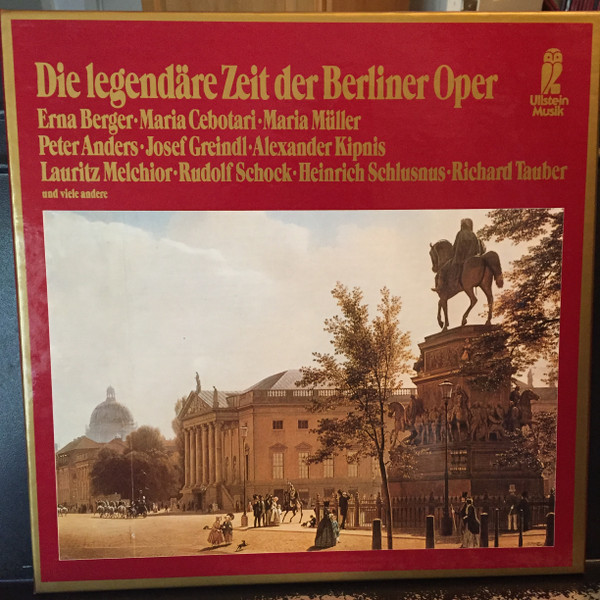 Die legendäre Zeit der Berliner Oper
Erna Berger·Maria Cebotari·Maria Müller
Peter Anders·Josef Greindl·Alexander Kipnis
Lauritz Melchior·Rudolf Schock·Heinrich Schlusnus·Richard Tauber
und viele andere
Ullstein
Musik